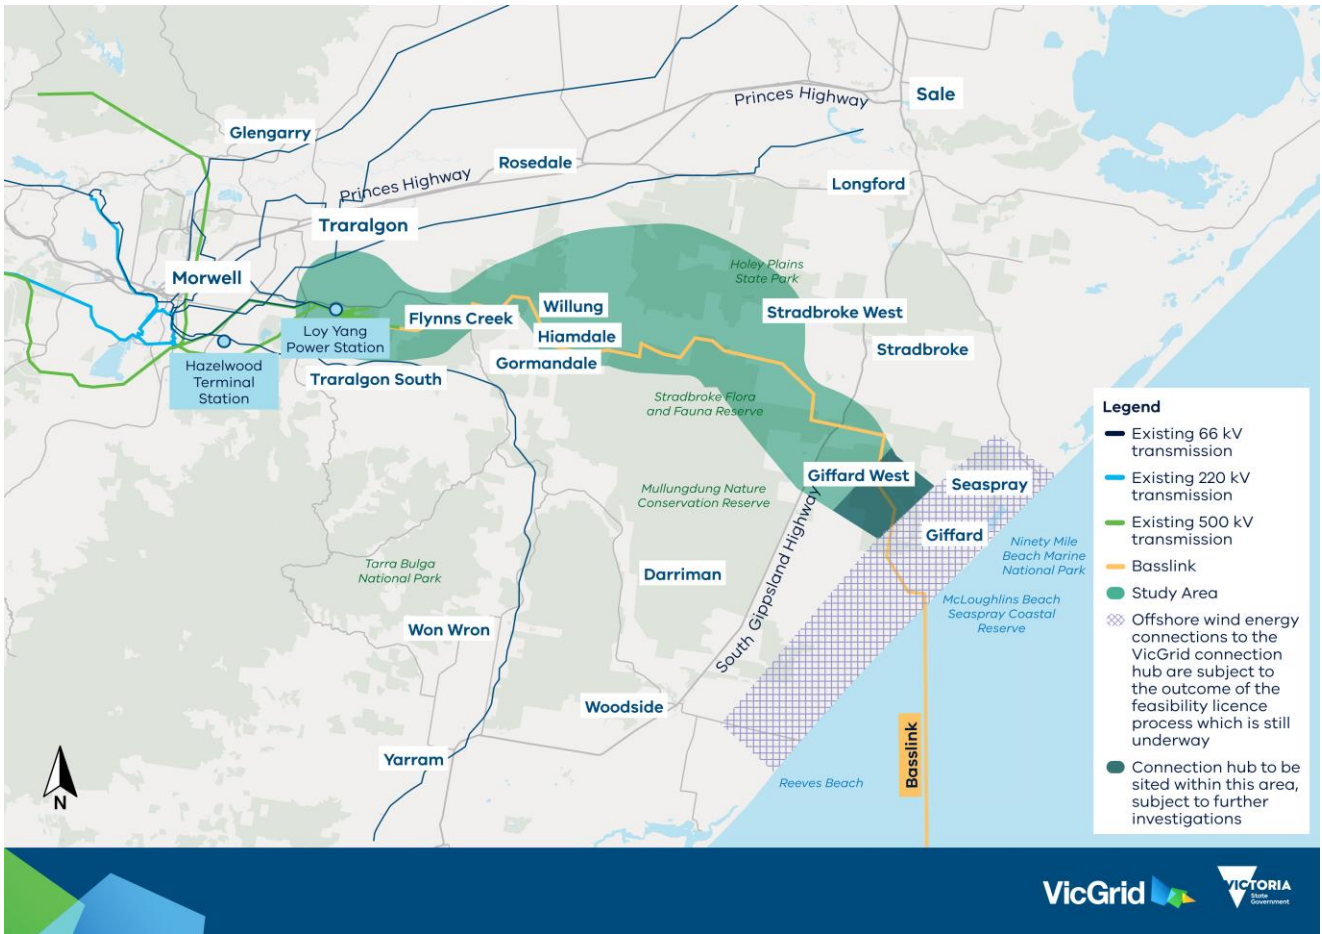 Princes Highway
Sale
Glengarry
Rosedale
Princes Highway
Longford
Traralgon
Morwell
Holey Plains
State Park
Willung
Flynns Creek
Stradbroke West
Loy Yang
Power Station
Hiamdale
Stradbroke
Gormandale
Hazelwood
Terminal
Station
Traralgon South
Stradbroke Flora
and Fauna Reserve
Giffard West
Seaspray
Mullungdung Nature
Conservation Reserve
South Gippsland Highway
Giffard
Ninety Mile
Beach Marine
National Park
Tarra Bulga
National Park
Darriman
McLoughlins Beach
Seaspray Coastal
Reserve
Won Wron
Woodside
Basslink
Yarram
Reeves Beach
N
Legend
Existing 66 kV
transmission
Existing 220 kV
transmission
Existing 500 kV
transmission
Basslink
Study Area
Offshore wind energy
connections to the
VicGrid connection
hub are subject to
the outcome of the
feasibility licence
process which is still
underway
Connection hub to be
sited within this area,
subject to further
investigations
VicGrid
VICTORIA
State
Government